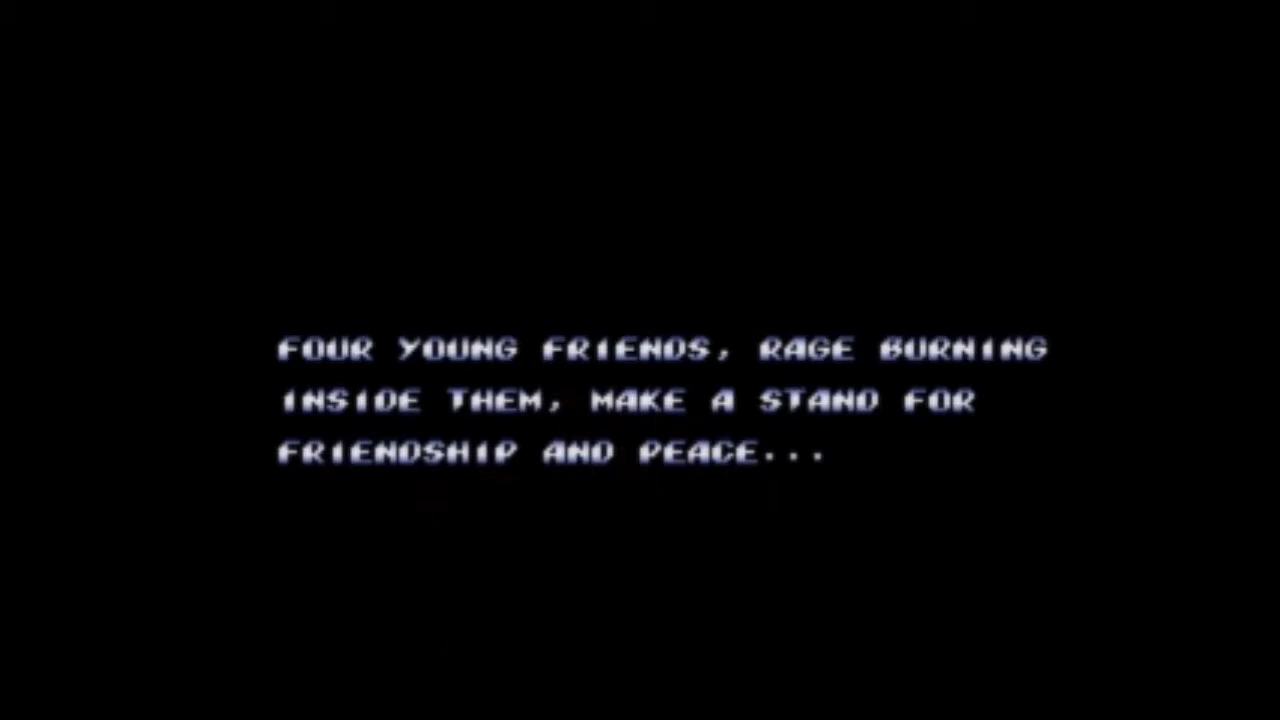 FOUR YOUNG FRIENDS, RAGE BURNING
INSIDE THEM, MAKE A STAND FOR
FRIENDSHIP AND PEACE...